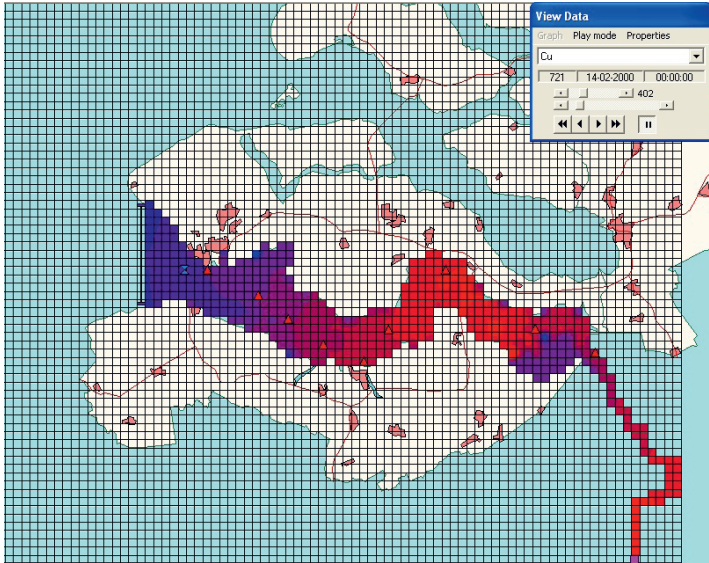 View Data
Graph Play mode Properties
Cu
721 14-02-2000 00:00:00
402